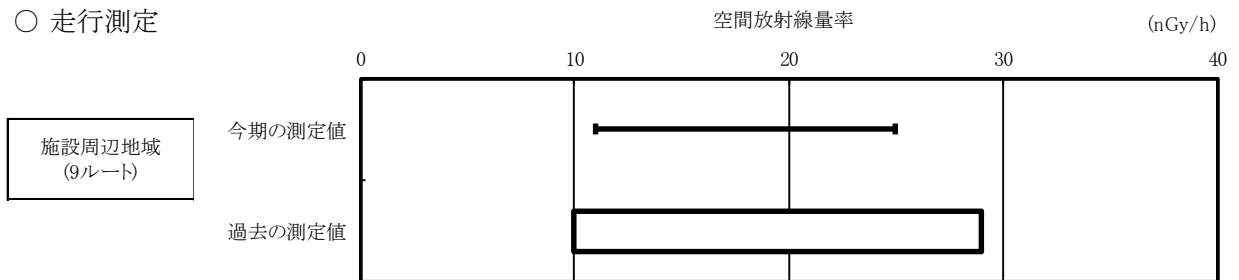 ○ 走行測定
空間放射線量率
(nGy/h)
0 10 20 30 40
施設周辺地域
(9ルート)
今期の測定値
過去の測定値